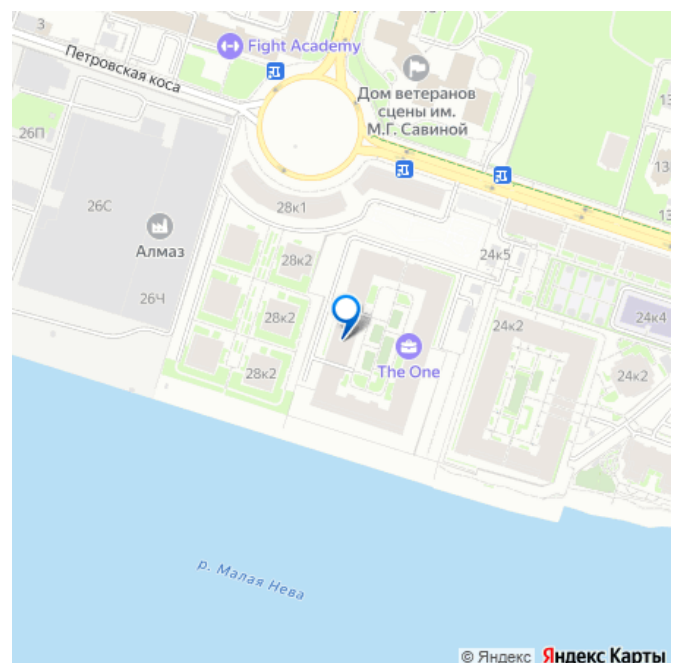 3
Fight Academy
Петровская коса
Дом ветеранов
сцены им.
М.Г. Савиной
26П
13
13
26С
28к1
13
Алмаз
28к2
24к5
26Ч
28к2
24к2
24к4
The One
28к2
24к2
р. Малая Нева
© Яндекс Яндекс Карты